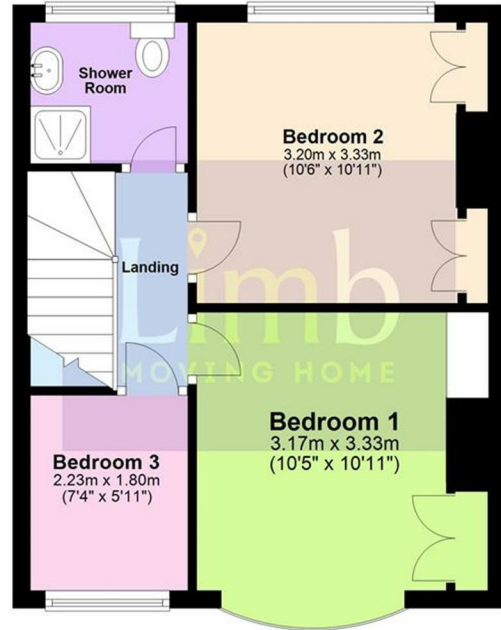 Shower
Room
Bedroom 2
3.20m x 3.33m
(10'6" x 10'11")
Landing
Limb
MOVING HOME
Bedroom 1
3.17m x 3.33m
(10'5" x 10'11")
Bedroom 3
2.23m x 1.80m
(7'4" x 5'11")